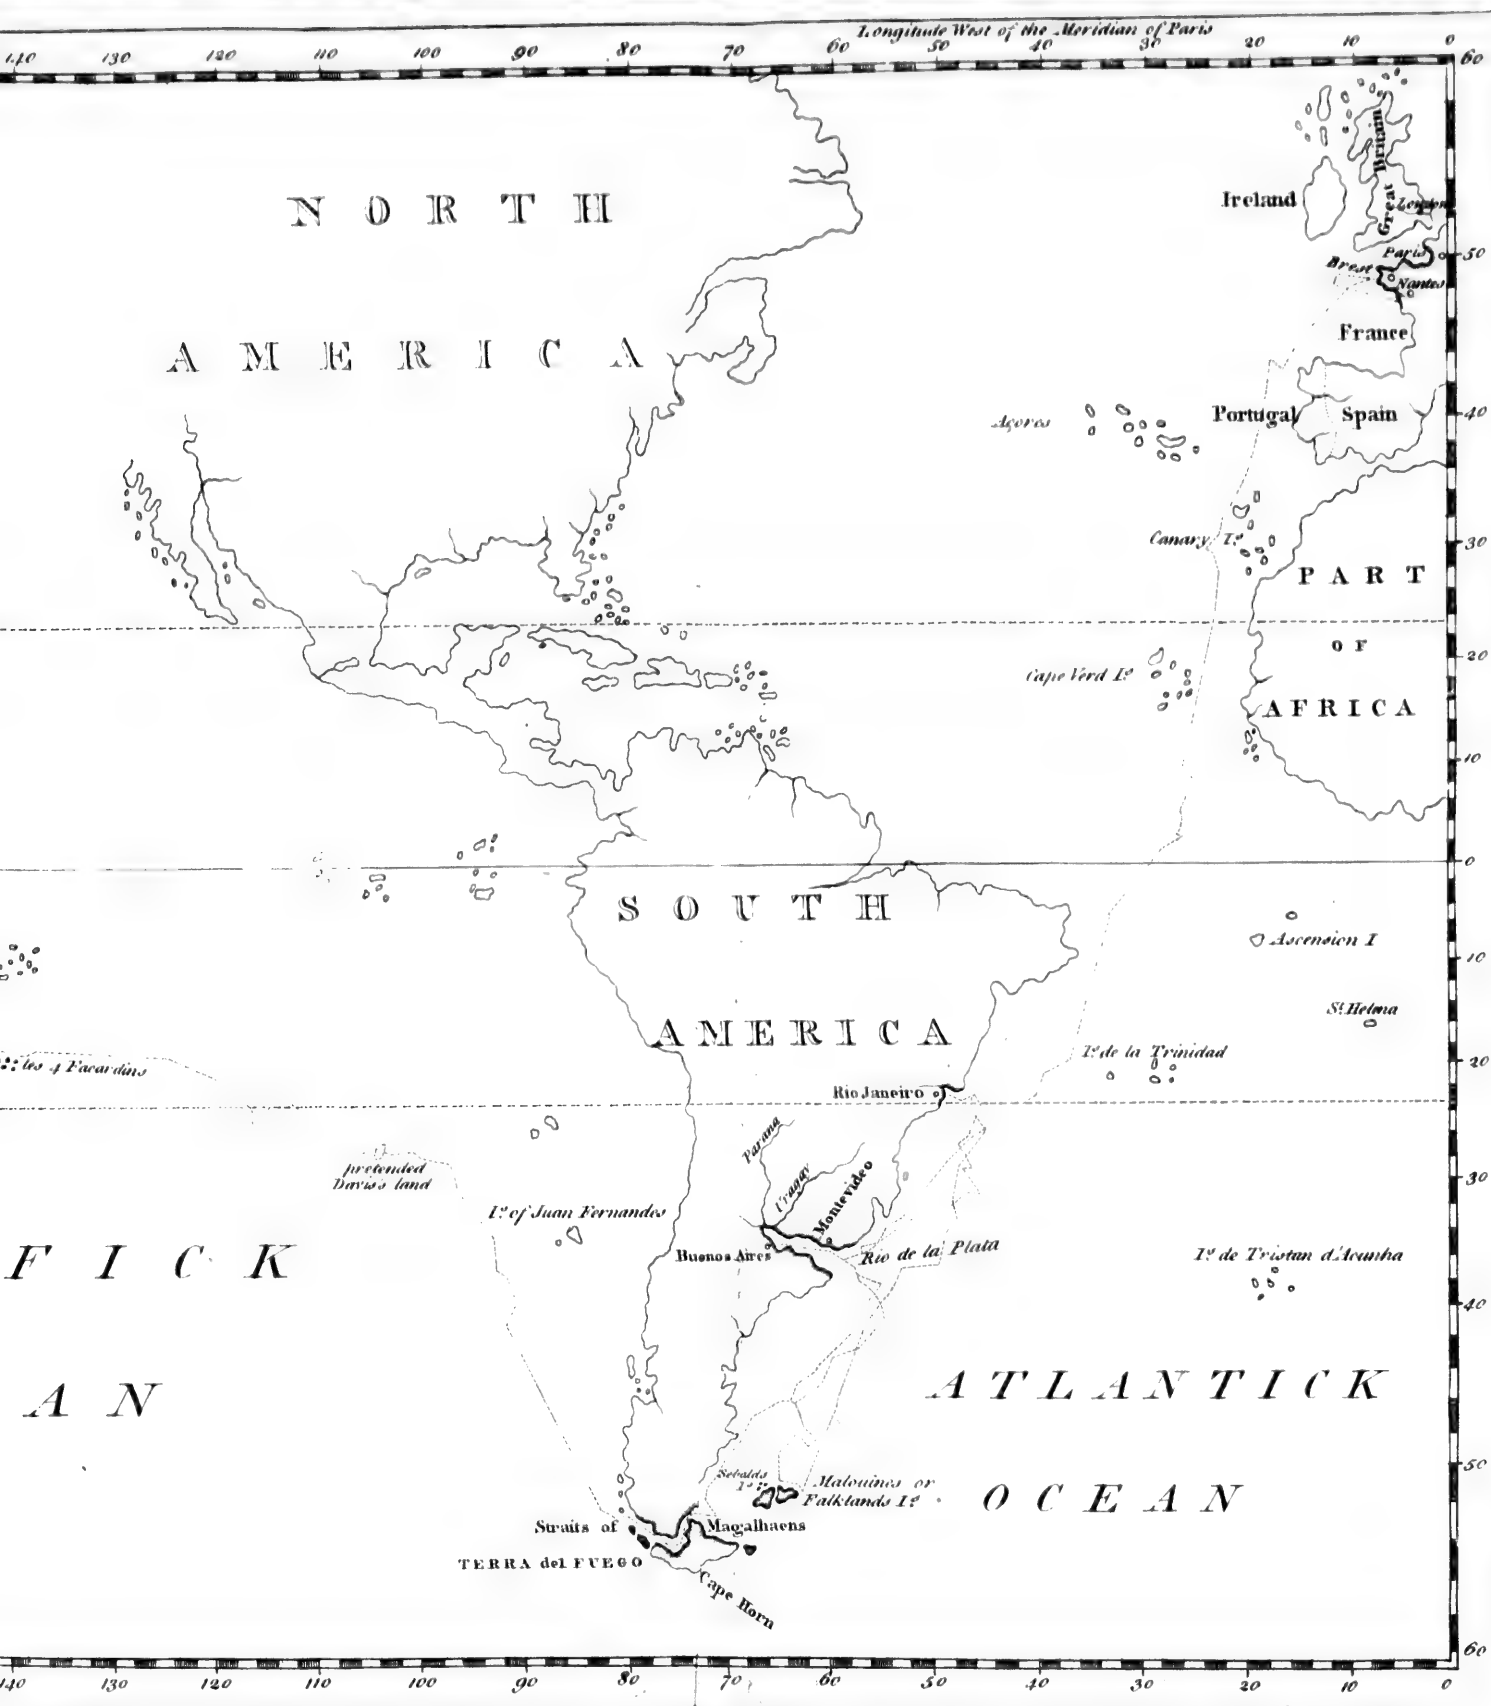 Longitude West of the Meridian of Paris
140 130 120 110 100 90 80 70 60 50 40 30 20 10 0
60
NORTH
AMERICA
Great Britain
Ireland
London
50
Paris
Brest
Nantes
France
40
Açores
Portugal
Spain
Canary Is.
30
PART
OF
AFRICA
20
Cape Verd Is.
10
0
SOUTH
AMERICA
Ascension I
10
St. Helena
les 4 Facardins
Is. de la Trinidad
20
Rio Janeiro
Parana
Uraguy
Montevideo
pretended
Davis's land
30
Is. of Juan Fernandes
Buenos Aires
Rio de la Plata
Is. de Tristan d'Acunha
FICK
40
AN
ATLANTICK
OCEAN
50
Sebalds
Is.
Malouines or
Falklands Is.
Straits of Magalhaens
TERRA del FUEGO
Cape Horn
60
140 130 120 110 100 90 80 70 60 50 40 30 20 10 0